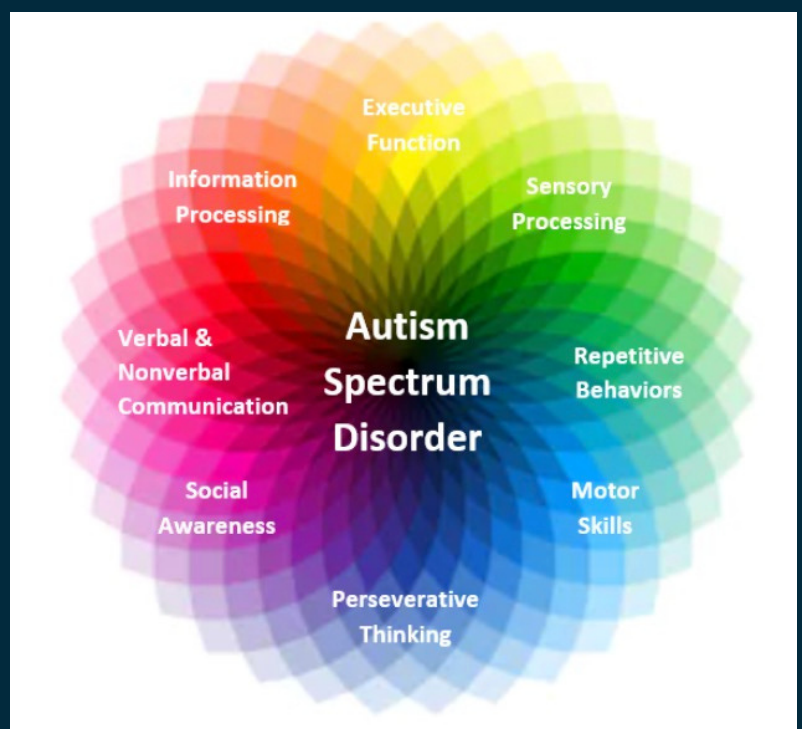 Executive
Function
Information
Processing
Sensory
Processing
Autism
Spectrum
Disorder
Verbal &
Nonverbal
Communication
Repetitive
Behaviors
Social
Awareness
Motor
Skills
Perseverative
Thinking